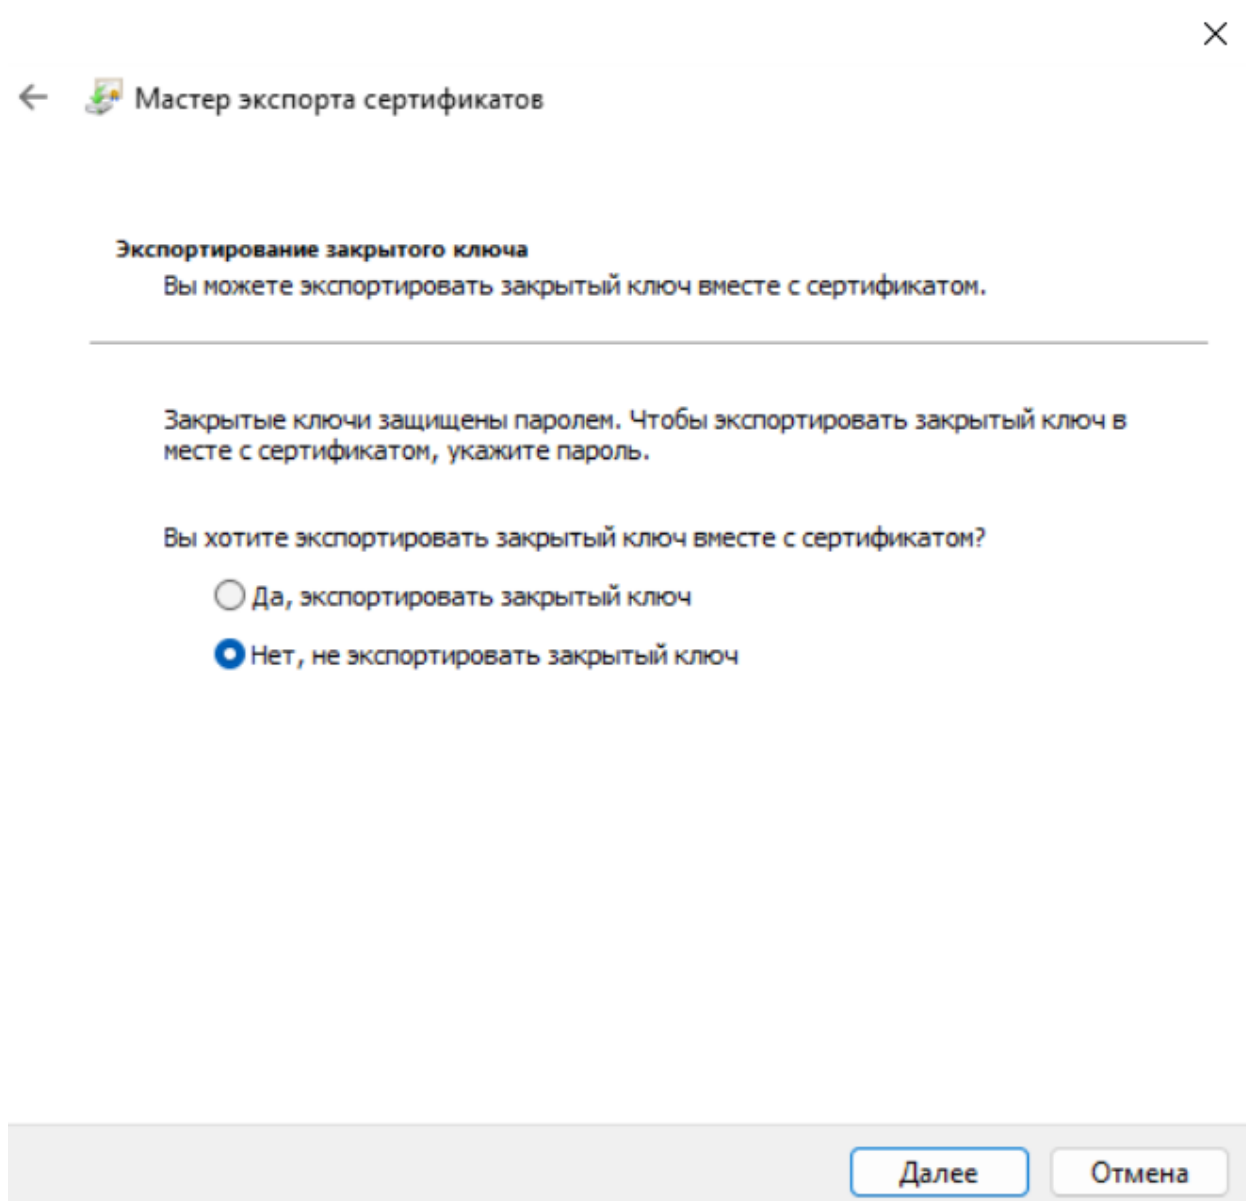 Мастер экспорта сертификатов
Экспортирование закрытого ключа
Вы можете экспортировать закрытый ключ вместе с сертификатом.
Закрытые ключи защищены паролем. Чтобы экспортировать закрытый ключ в
месте с сертификатом, укажите пароль.
Вы хотите экспортировать закрытый ключ вместе с сертификатом?
Да, экспортировать закрытый ключ
Нет, не экспортировать закрытый ключ
Далее
Отмена